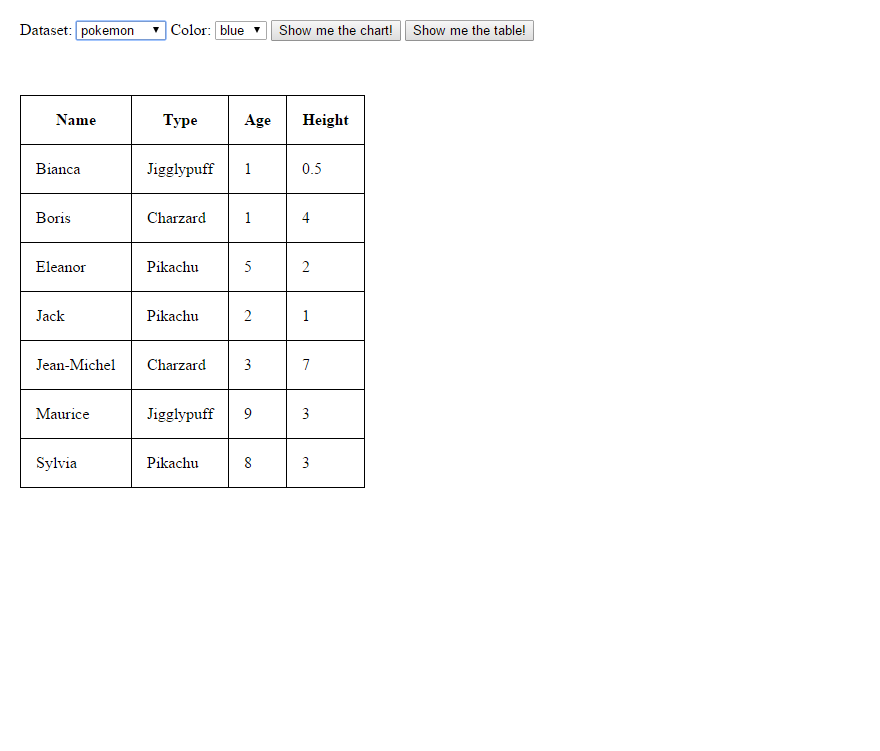 Dataset: pokemon Color: blue Show me the chart! Show me the table!
Name Type Age Height
Bianca Jigglypuff 1 0.5
Boris Charzard 1 4
Eleanor Pikachu 5 2
Jack Pikachu 2 1
Jean-Michel Charzard 3 7
Maurice Jigglypuff 9 3
Sylvia Pikachu 8 3